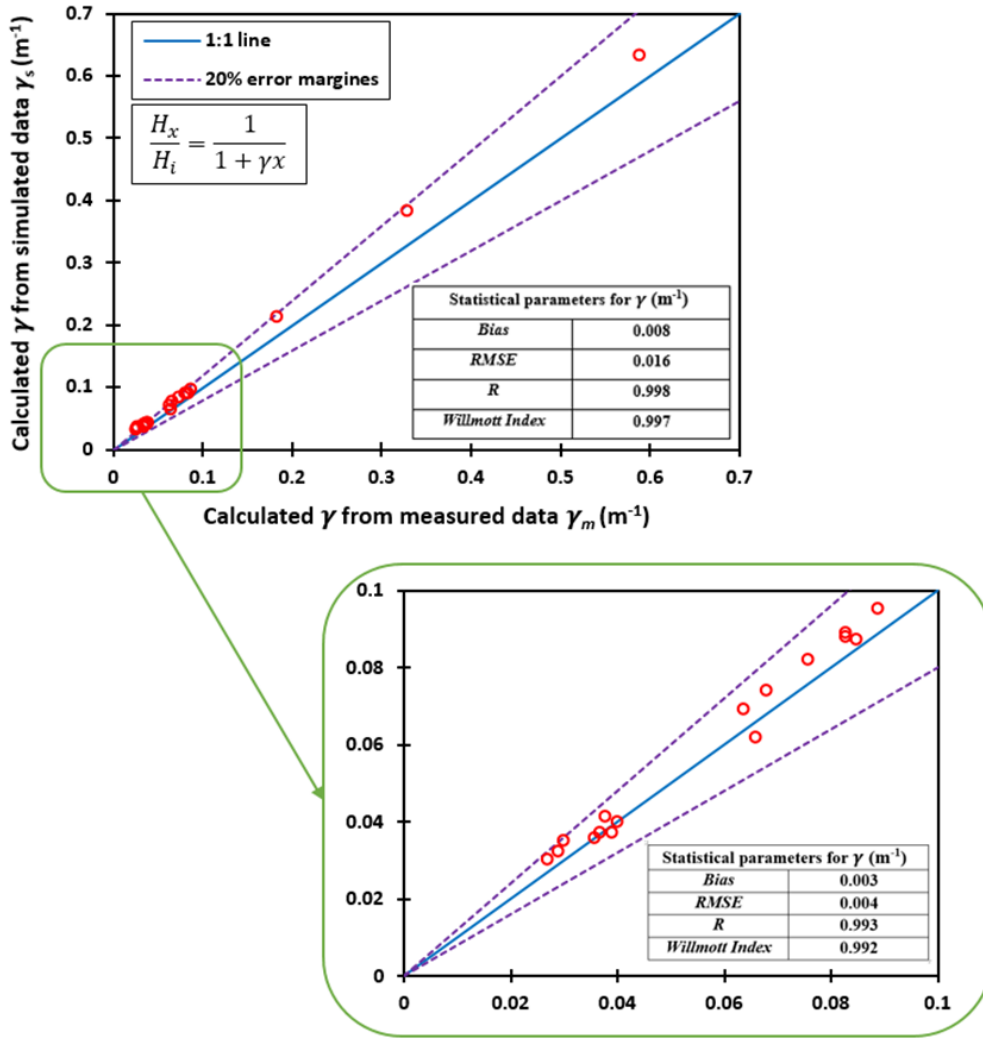 Calculated γ from simulated data γs (m-1)
0.7
0.6
0.5
0.4
0.3
0.2
0.1
0
1:1 line
20% error margines
Hx/Hi = 1/(1 + γx)
Statistical parameters for γ (m-1)
Bias 0.008
RMSE 0.016
R 0.998
Willmott Index 0.997
0 0.1 0.2 0.3 0.4 0.5 0.6 0.7
Calculated γ from measured data γm (m-1)
0.1
0.08
0.06
0.04
0.02
0
Statistical parameters for γ (m-1)
Bias 0.003
RMSE 0.004
R 0.993
Willmott Index 0.992
0 0.02 0.04 0.06 0.08 0.1